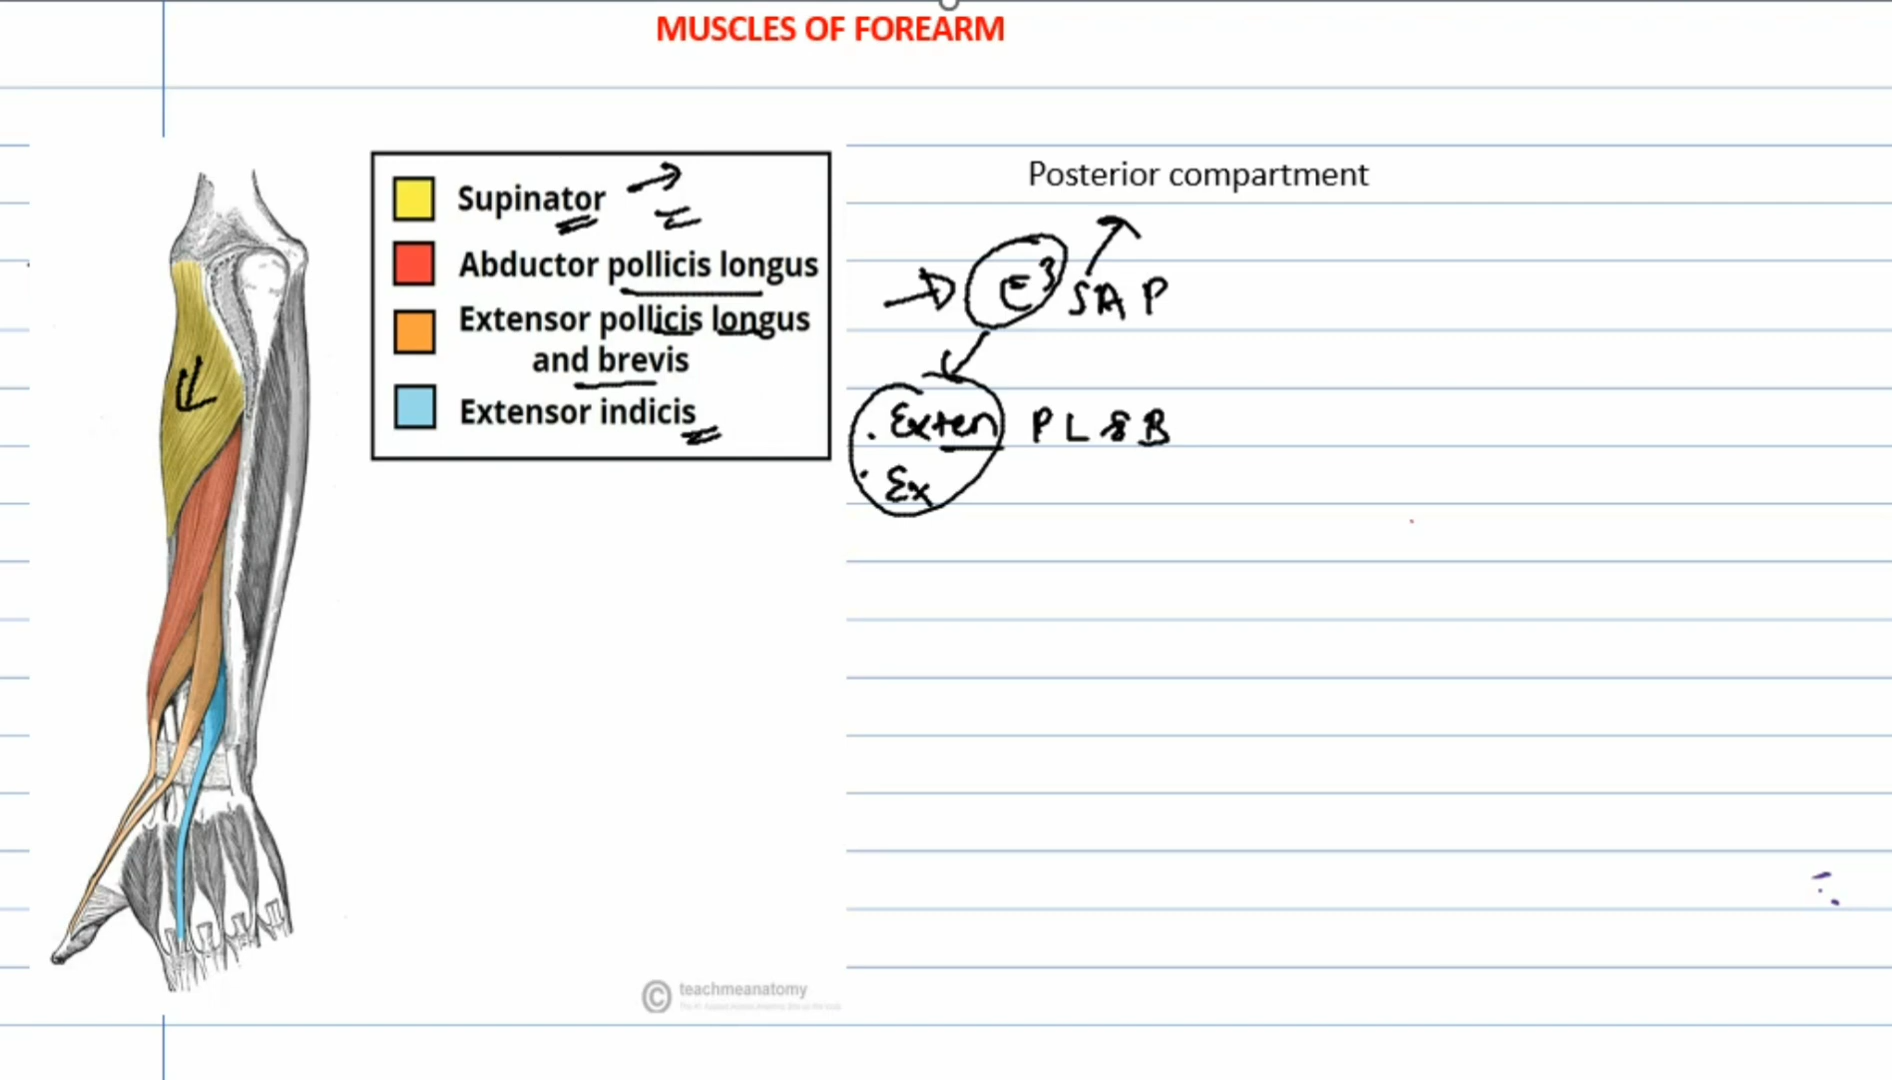 MUSCLES OF FOREARM
Supinator
Abductor pollicis longus
Extensor pollicis longus
and brevis
Extensor indicis
Posterior compartment
E³ SAP
. Exten PL & B
. Ex
© teachmeanatomy